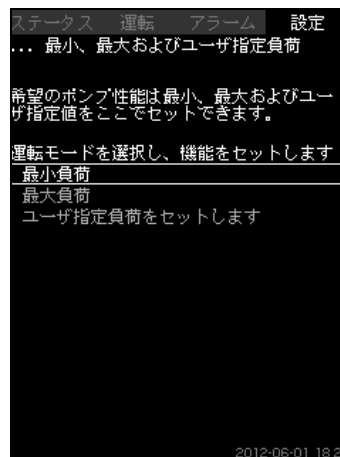 ステータス 運転 アラーム 設定
... 最小、最大およびユーザ指定負荷
希望のポンプ性能は最小、最大およびユー
ザ指定値をここでセットできます。
運転モードを選択し、機能をセットします
最小負荷
最大負荷
ユーザ指定負荷をセットします
2012-06-01 18:2